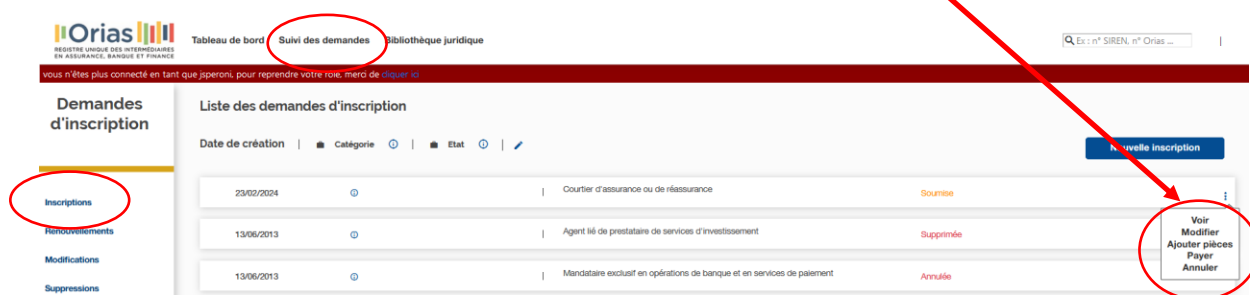 Orias
REGISTRE UNIQUE DES INTERMÉDIAIRES
EN ASSURANCE, BANQUE ET FINANCE
Tableau de bord Suivi des demandes Bibliothèque juridique
Ex : n° SIREN, n° Orias ...
vous n'êtes plus connecté en tant que jsperoni, pour reprendre votre role, merci de cliquer ici
Demandes
d'inscription
Inscriptions
Renouvellements
Modifications
Suppressions
Liste des demandes d'inscription
Date de création | Catégorie | Etat |
Nouvelle inscription
23/02/2024 | Courtier d'assurance ou de réassurance Soumise
13/06/2013 | Agent lié de prestataire de services d'investissement Supprimée
13/06/2013 | Mandataire exclusif en opérations de banque et en services de paiement Annulée
Voir
Modifier
Ajouter pièces
Payer
Annuler